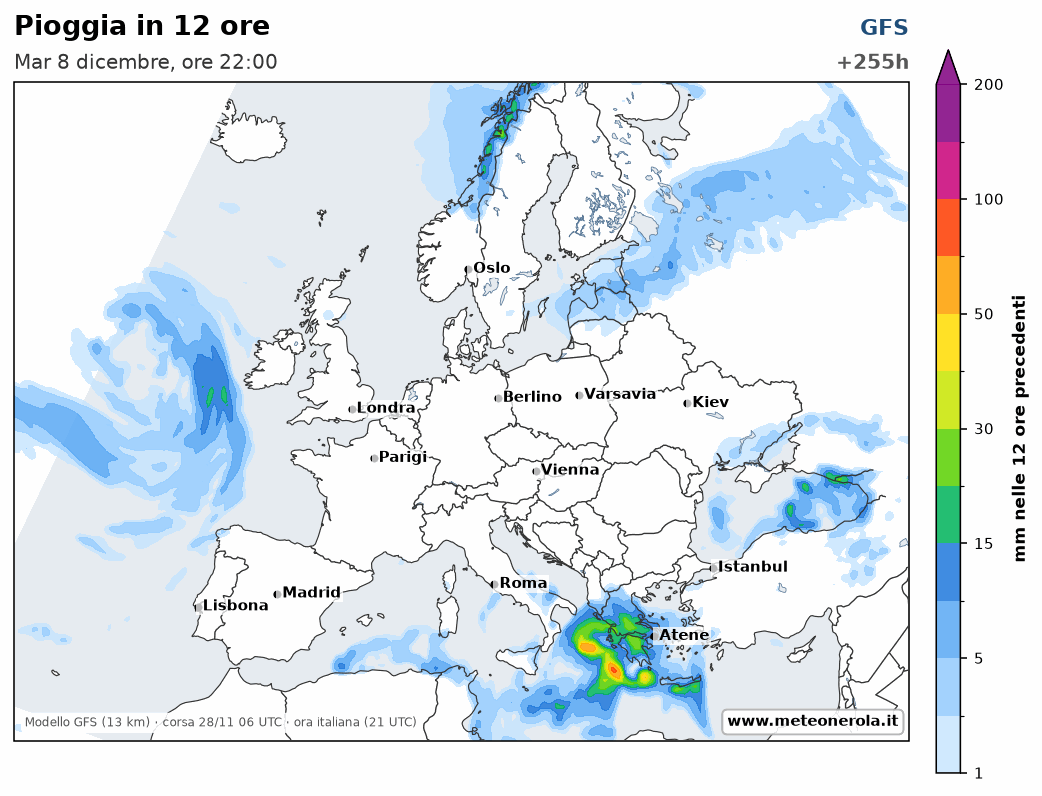 Pioggia in 12 ore
GFS
Mar 8 dicembre, ore 22:00
+255h
200
100
50
30
15
5
1
mm nelle 12 ore precedenti
Oslo
Londra
Berlino
Varsavia
Kiev
Parigi
Vienna
Istanbul
Roma
Madrid
Lisbona
Atene
Modello GFS (13 km) · corsa 28/11 06 UTC · ora italiana (21 UTC)
www.meteonerola.it